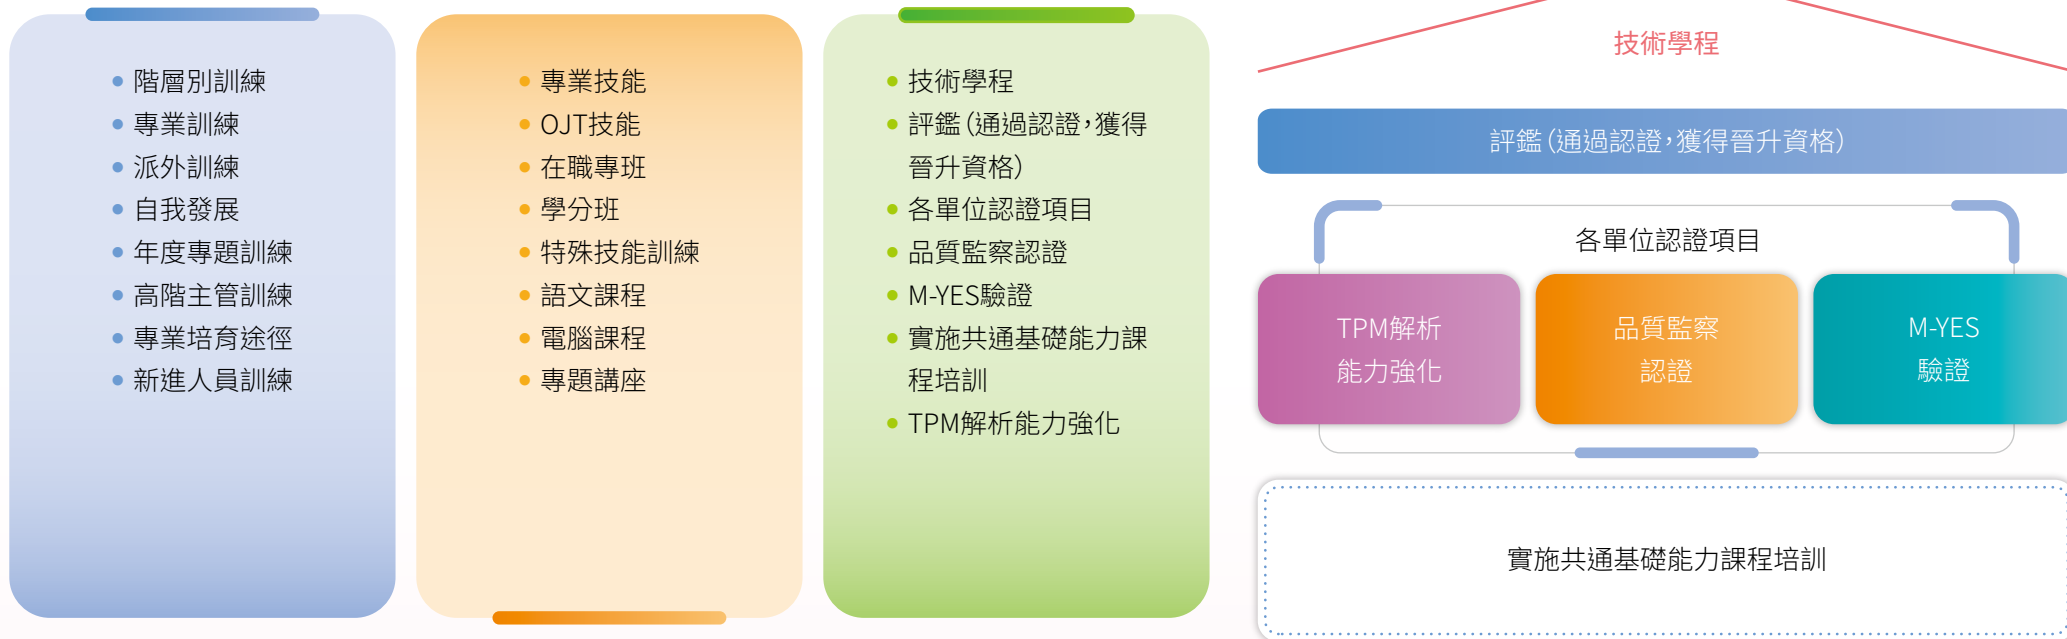 階層別訓練
專業訓練
派外訓練
自我發展
年度專題訓練
高階主管訓練
專業培育途徑
新進人員訓練
專業技能
OJT技能
在職專班
學分班
特殊技能訓練
語文課程
電腦課程
專題講座
技術學程
評鑑（通過認證，獲得
晉升資格）
各單位認證項目
品質監察認證
M-YES驗證
實施共通基礎能力課
程培訓
TPM解析能力強化
技術學程
評鑑（通過認證，獲得晉升資格）
各單位認證項目
TPM解析
能力強化
品質監察
認證
M-YES
驗證
實施共通基礎能力課程培訓